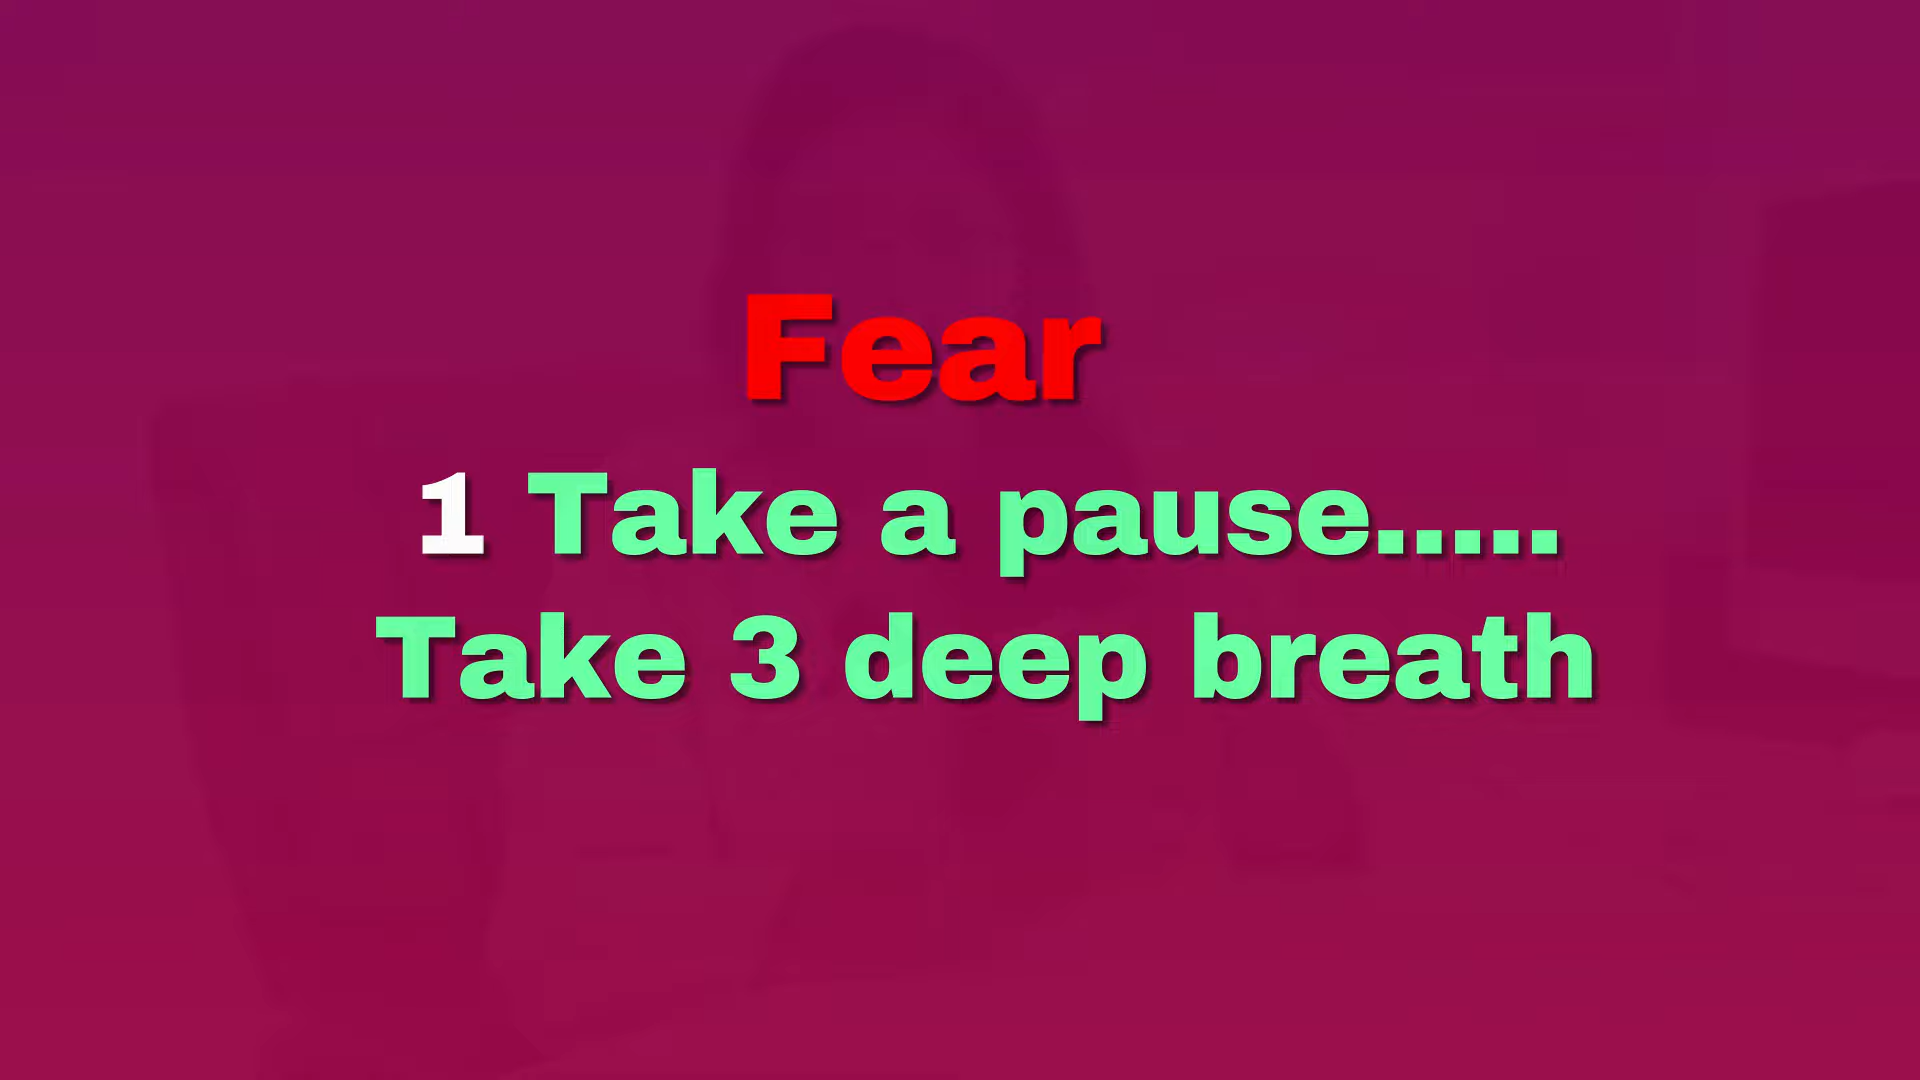 Fear
1 Take a pause.....
Take 3 deep breath